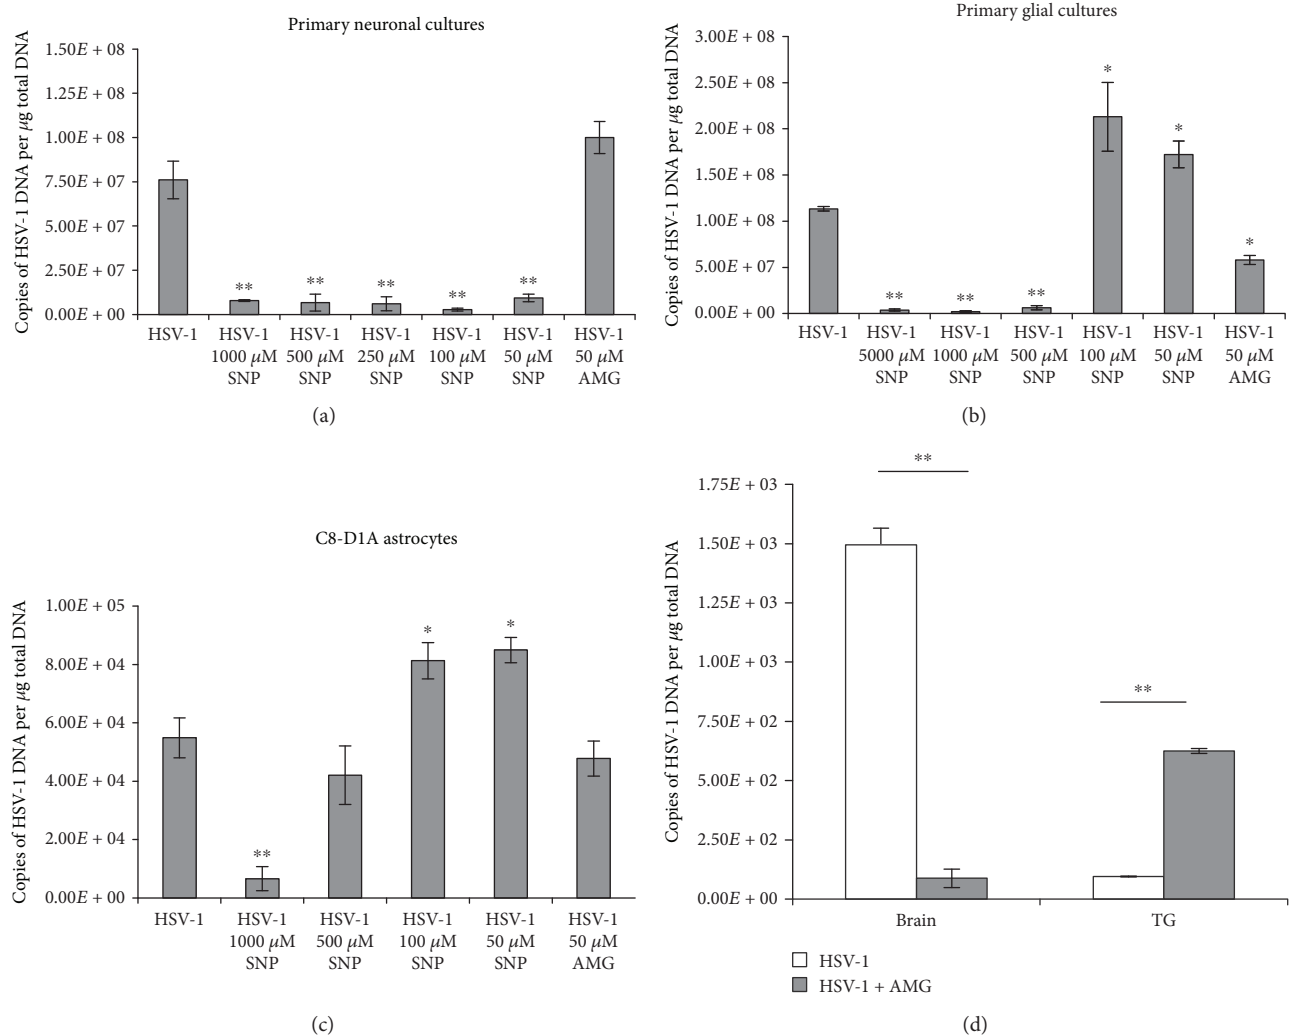 Primary neuronal cultures
Copies of HSV-1 DNA per µg total DNA
1.50E + 08
1.25E + 08
1.00E + 08
7.50E + 07
5.00E + 07
2.50E + 07
0.00E + 00
** ** ** ** **
HSV-1 HSV-1 HSV-1 HSV-1 HSV-1 HSV-1 HSV-1
1000 µM 500 µM 250 µM 100 µM 50 µM 50 µM
SNP SNP SNP SNP SNP AMG
(a)
Primary glial cultures
Copies of HSV-1 DNA per µg total DNA
3.00E + 08
2.50E + 08
2.00E + 08
1.50E + 08
1.00E + 08
5.00E + 07
0.00E + 00
** ** ** * * *
HSV-1 HSV-1 HSV-1 HSV-1 HSV-1 HSV-1 HSV-1
5000 µM 1000 µM 500 µM 100 µM 50 µM 50 µM
SNP SNP SNP SNP SNP AMG
(b)
C8-D1A astrocytes
Copies of HSV-1 DNA per µg total DNA
1.00E + 05
8.00E + 04
6.00E + 04
4.00E + 04
2.00E + 04
0.00E + 00
** * *
HSV-1 HSV-1 HSV-1 HSV-1 HSV-1 HSV-1
1000 µM 500 µM 100 µM 50 µM 50 µM
SNP SNP SNP SNP AMG
(c)
Copies of HSV-1 DNA per µg total DNA
1.75E + 03
1.50E + 03
1.25E + 03
1.00E + 03
7.50E + 02
5.00E + 02
2.50E + 02
0.00E + 00
** **
Brain TG
HSV-1
HSV-1 + AMG
(d)